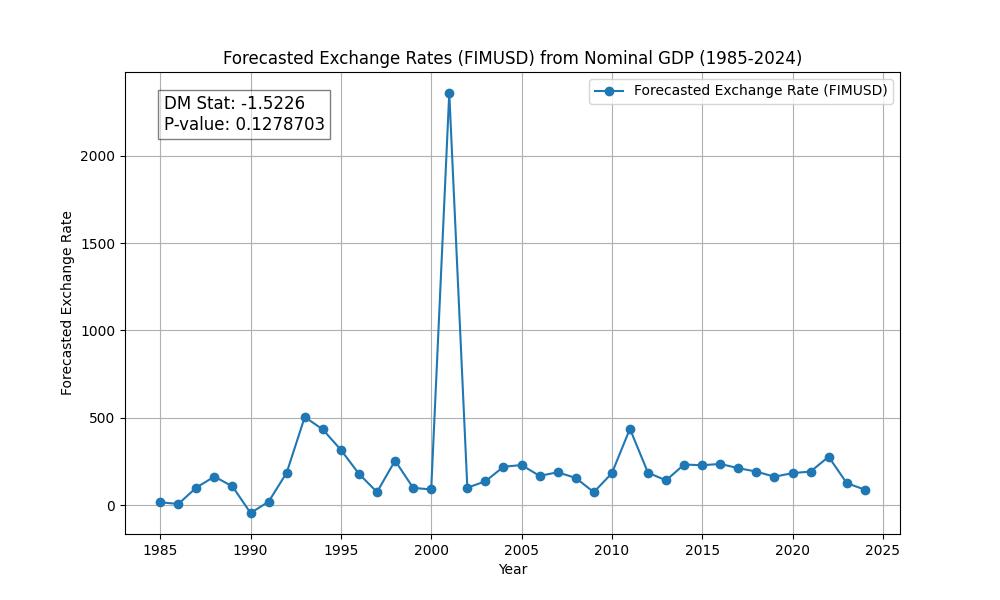 Forecasted Exchange Rates (FIMUSD) from Nominal GDP (1985-2024)
DM Stat: -1.5226
P-value: 0.1278703
Forecasted Exchange Rate (FIMUSD)
Forecasted Exchange Rate
2000
1500
1000
500
0
1985 1990 1995 2000 2005 2010 2015 2020 2025
Year